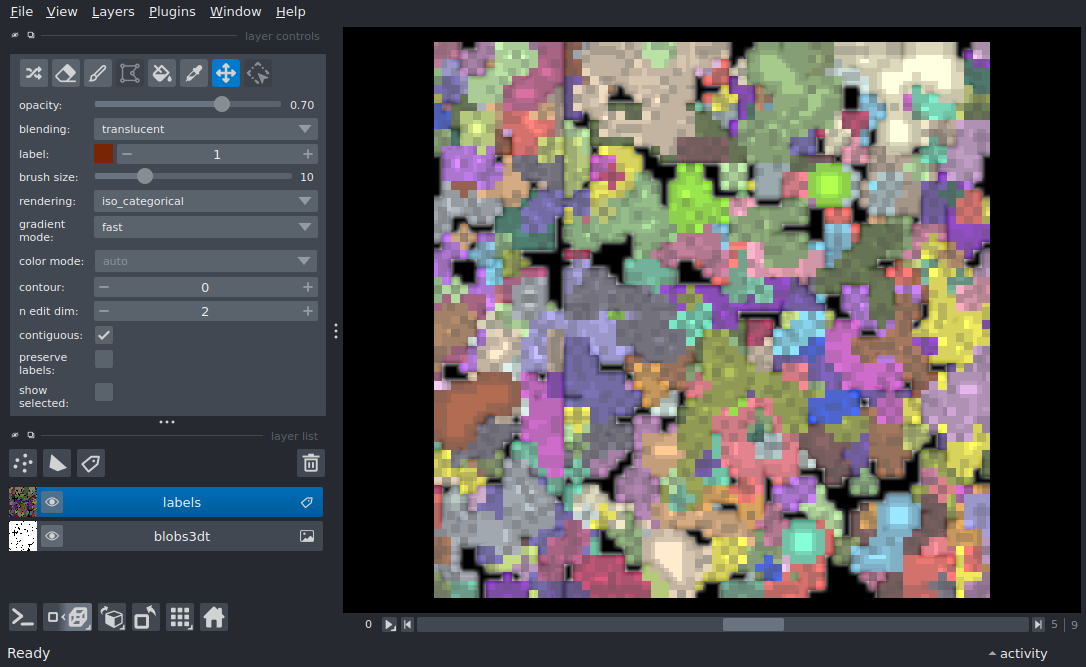 File View Layers Plugins Window Help
layer controls
opacity: 0.70
blending: translucent
label: 1
brush size: 10
rendering: iso_categorical
gradient mode: fast
color mode: auto
contour: 0
n edit dim: 2
contiguous:
preserve labels:
show selected:
layer list
labels
blobs3dt
0 5 | 9
Ready activity